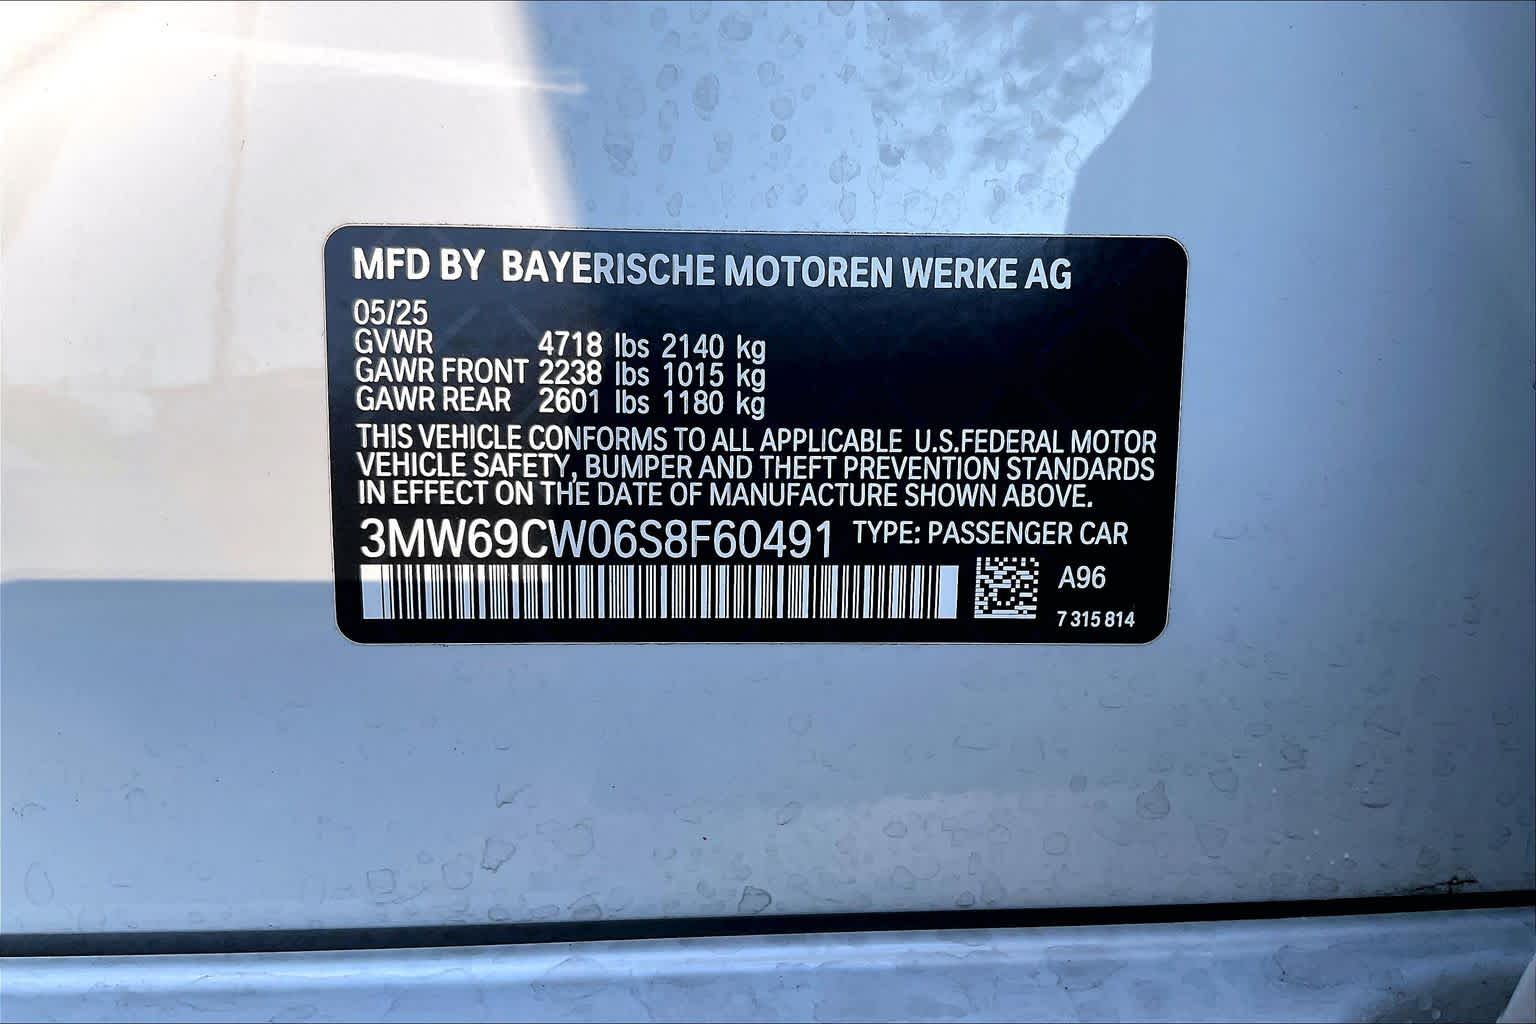 MFD BY BAYERISCHE MOTOREN WERKE AG
05/25
GVWR 4718 lbs 2140 kg
GAWR FRONT 2238 lbs 1015 kg
GAWR REAR 2601 lbs 1180 kg
THIS VEHICLE CONFORMS TO ALL APPLICABLE U.S.FEDERAL MOTOR
VEHICLE SAFETY, BUMPER AND THEFT PREVENTION STANDARDS
IN EFFECT ON THE DATE OF MANUFACTURE SHOWN ABOVE.
3MW69CW06S8F60491 TYPE: PASSENGER CAR
A96
7 315 814